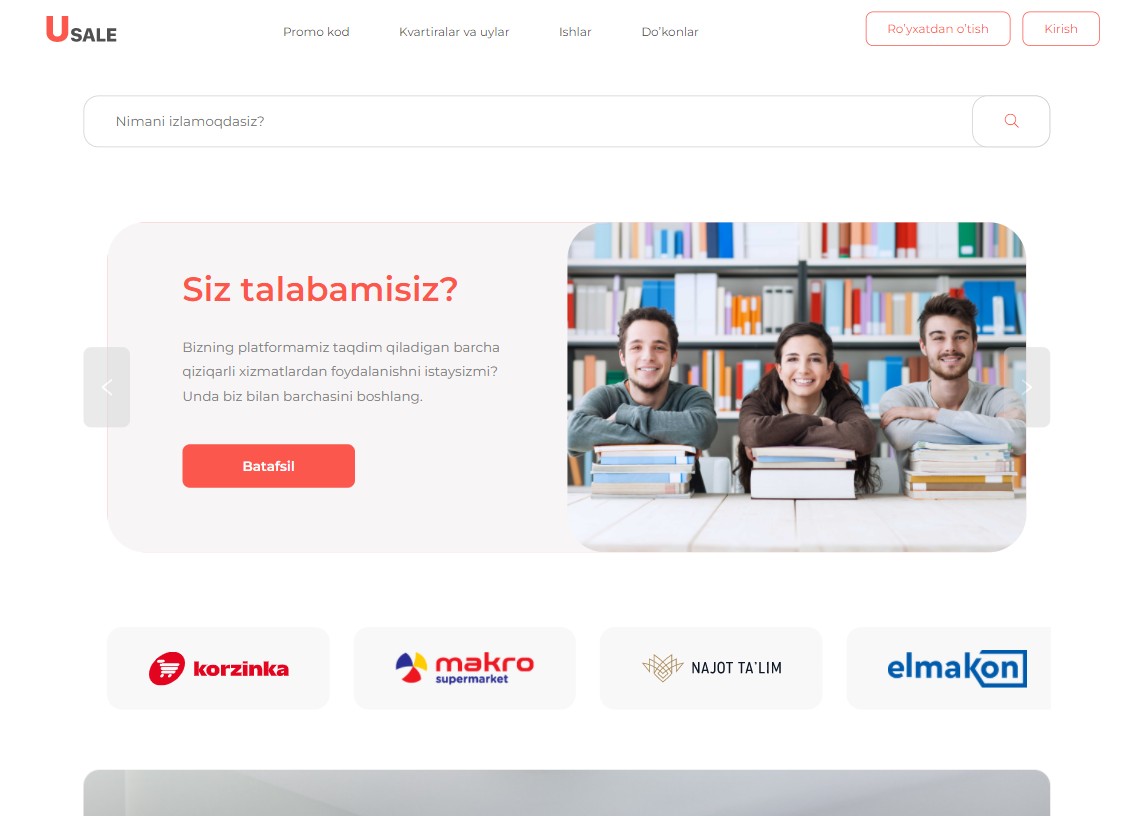 USALE
Promo kod
Kvartiralar va uylar
Ishlar
Do'konlar
Ro'yxatdan o'tish
Kirish
Nimani izlamoqdasiz?
Siz talabamisiz?
Bizning platformamiz taqdim qiladigan barcha
qiziqarli xizmatlardan foydalanishni istaysizmi?
Unda biz bilan barchasini boshlang.
Batafsil
korzinka
makro
supermarket
NAJOT TA'LIM
elmakon